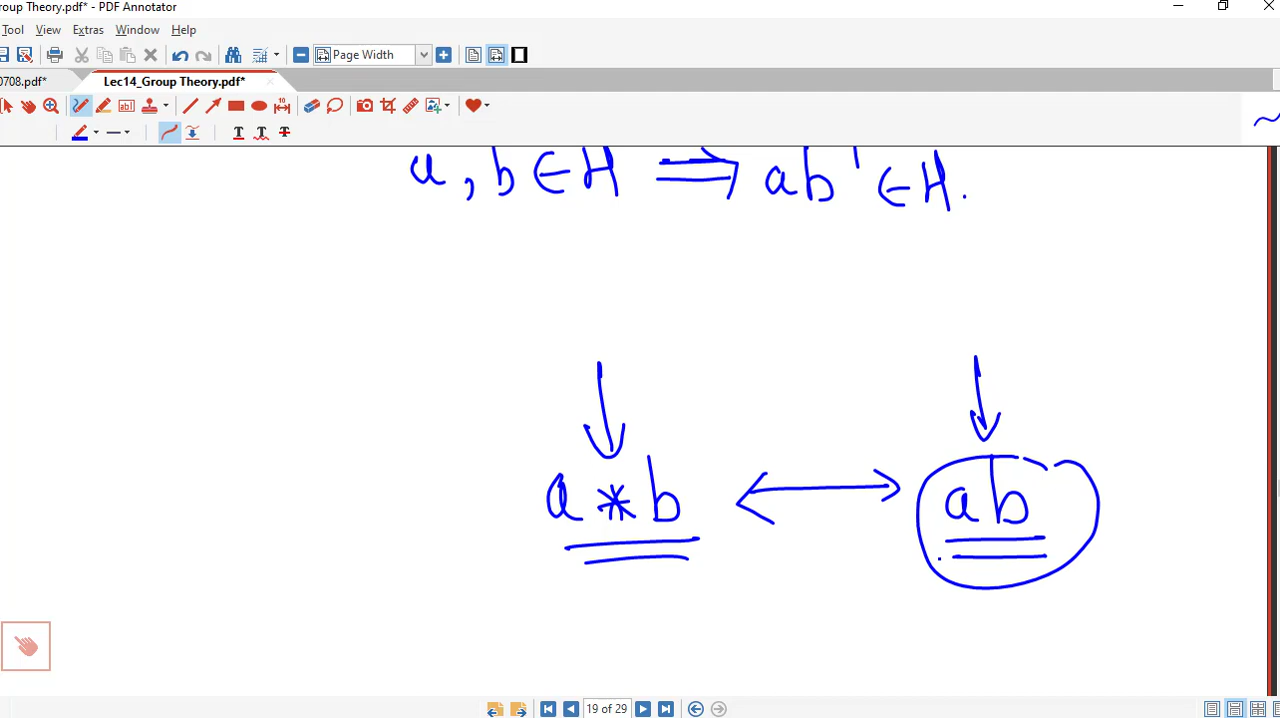 roup Theory.pdf* - PDF Annotator
Tool View Extras Window Help
Page Width
0708.pdf* Lec14_Group Theory.pdf*
10
T T T
a, b ∈ H ⟹ ab' ∈ H.
a * b ⟷ ab
19 of 29